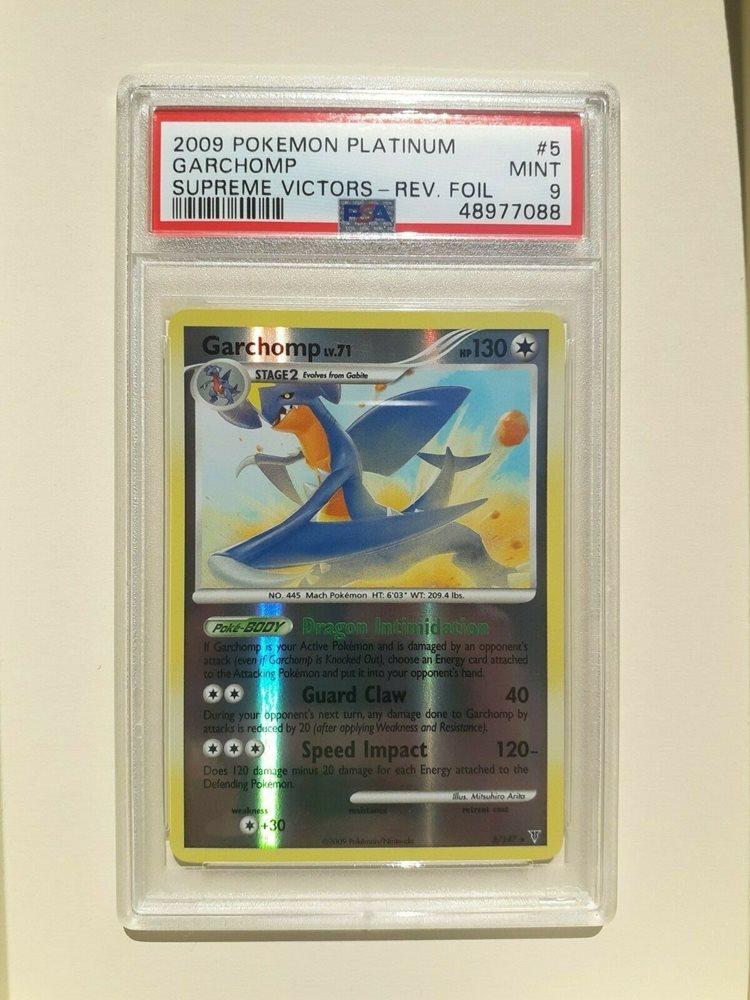 2009 POKEMON PLATINUM #5
GARCHOMP MINT
SUPREME VICTORS - REV. FOIL 9
PSA 48977088
Garchomp LV.71 HP 130
STAGE2 Evolves from Gabite
NO. 445 Mach Pokémon HT: 6'03" WT: 209.4 lbs.
Poké-BODY Dragon Intimidation
If Garchomp is your Active Pokémon and is damaged by an opponent's
attack (even if Garchomp is Knocked Out), choose an Energy card attached
to the Attacking Pokémon and put it into your opponent's hand.
Guard Claw 40
During your opponent's next turn, any damage done to Garchomp by
attacks is reduced by 20 (after applying Weakness and Resistance).
Speed Impact 120-
Does 120 damage minus 20 damage for each Energy attached to the
Defending Pokémon.
Illus. Mitsuhiro Arita
weakness resistance retreat cost
+30
©2009 Pokémon/Nintendo 5/147